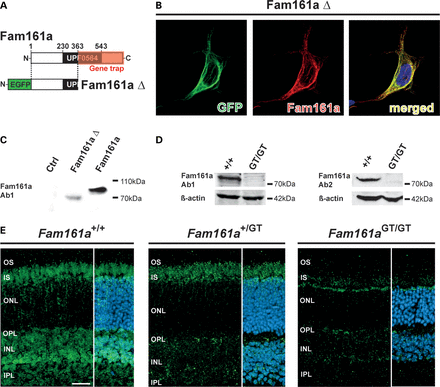 A
Fam161a
1 230 363 543
N- UPF0564 -C
Gene trap
N- EGFP UP Fam161a Δ
B
Fam161a Δ
GFP
Fam161a
merged
C
Ctrl
Fam161a Δ
Fam161a
110kDa
Fam161a
Ab1
70kDa
D
+/+ GT/GT
Fam161a
Ab1
70kDa
ß-actin
42kDa
+/+ GT/GT
Fam161a
Ab2
70kDa
ß-actin
42kDa
E
Fam161a+/+
OS
IS
ONL
OPL
INL
IPL
Fam161a+/GT
OS
IS
ONL
OPL
INL
IPL
Fam161aGT/GT
OS
IS
ONL
OPL
INL
IPL